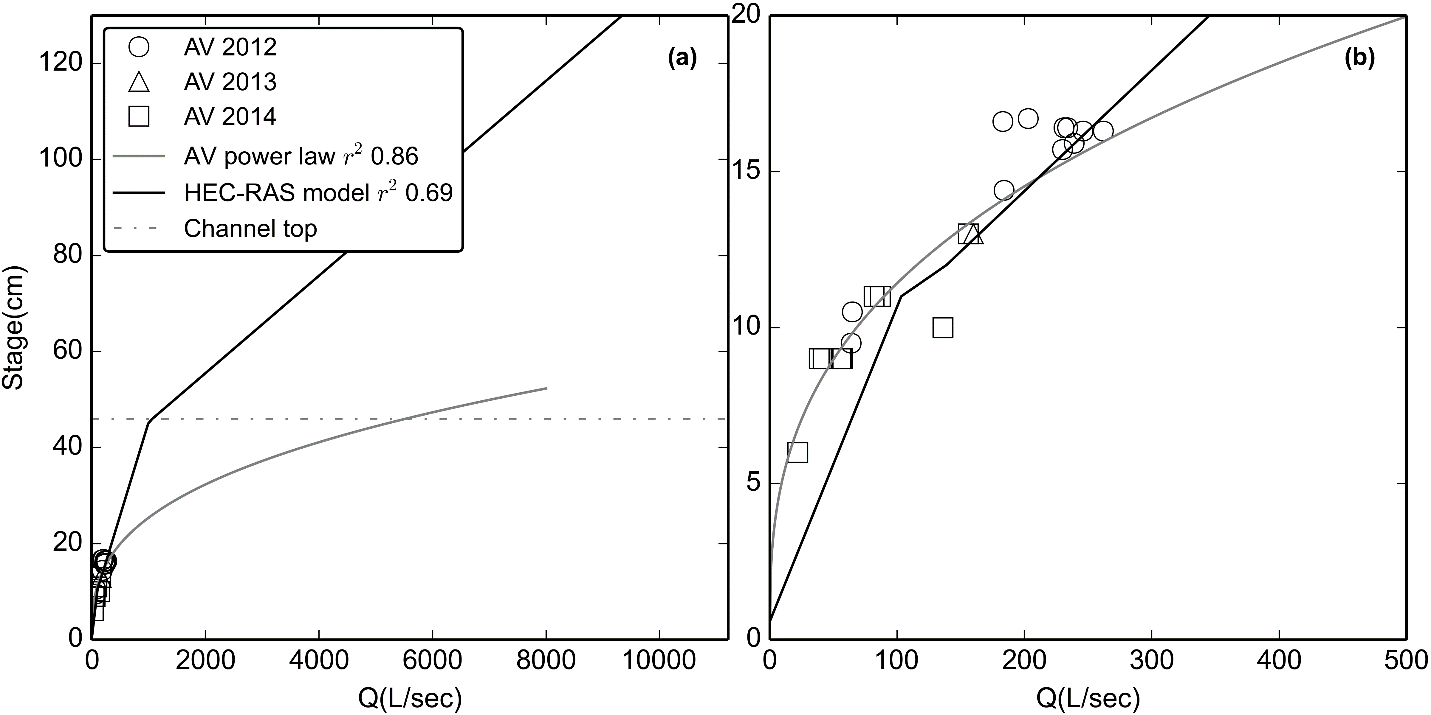 AV 2012
AV 2013
AV 2014
AV power law r² 0.86
HEC-RAS model r² 0.69
Channel top
(a)
120
100
80
60
40
20
0
Stage(cm)
0 2000 4000 6000 8000 10000
Q(L/sec)
(b)
20
15
10
5
0
0 100 200 300 400 500
Q(L/sec)